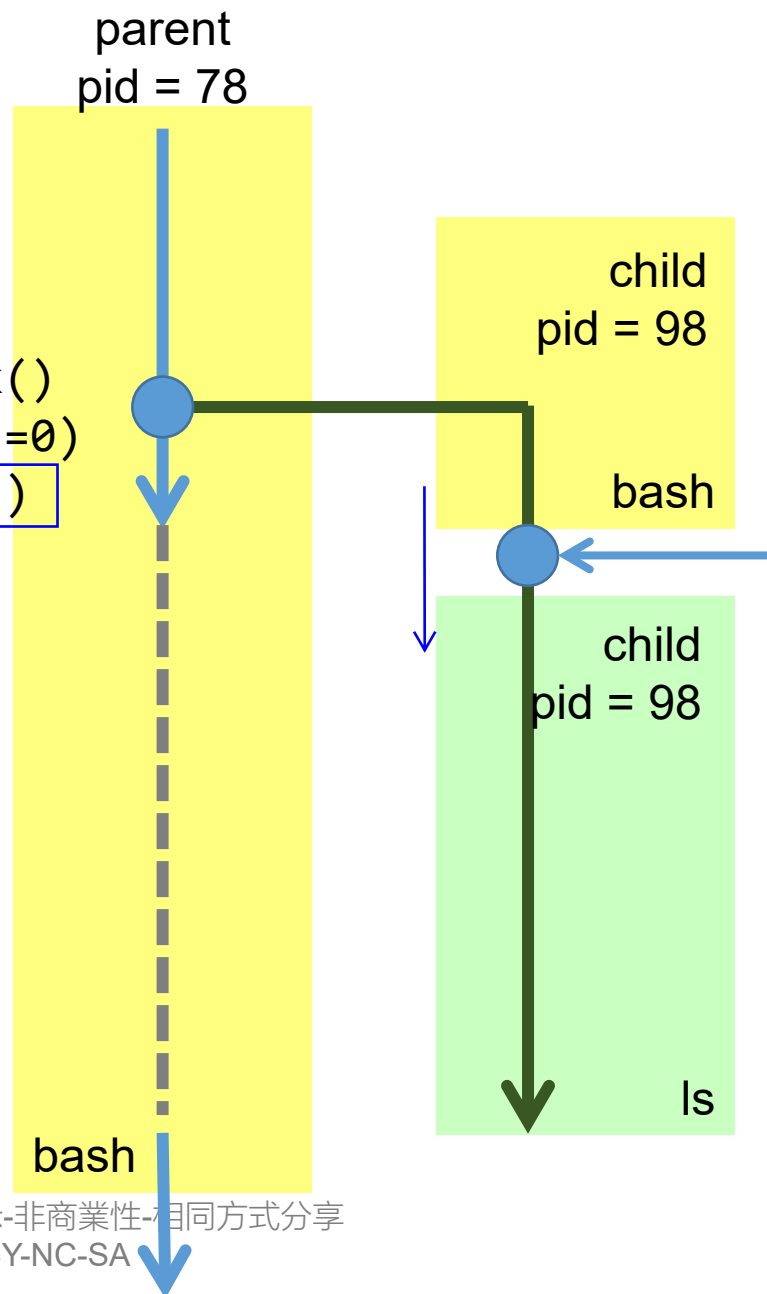 parent
pid = 78
child
pid = 98
()
=0)
)
bash
child
pid = 98
ls
bash
-非商業性-相同方式分享
Y-NC-SA